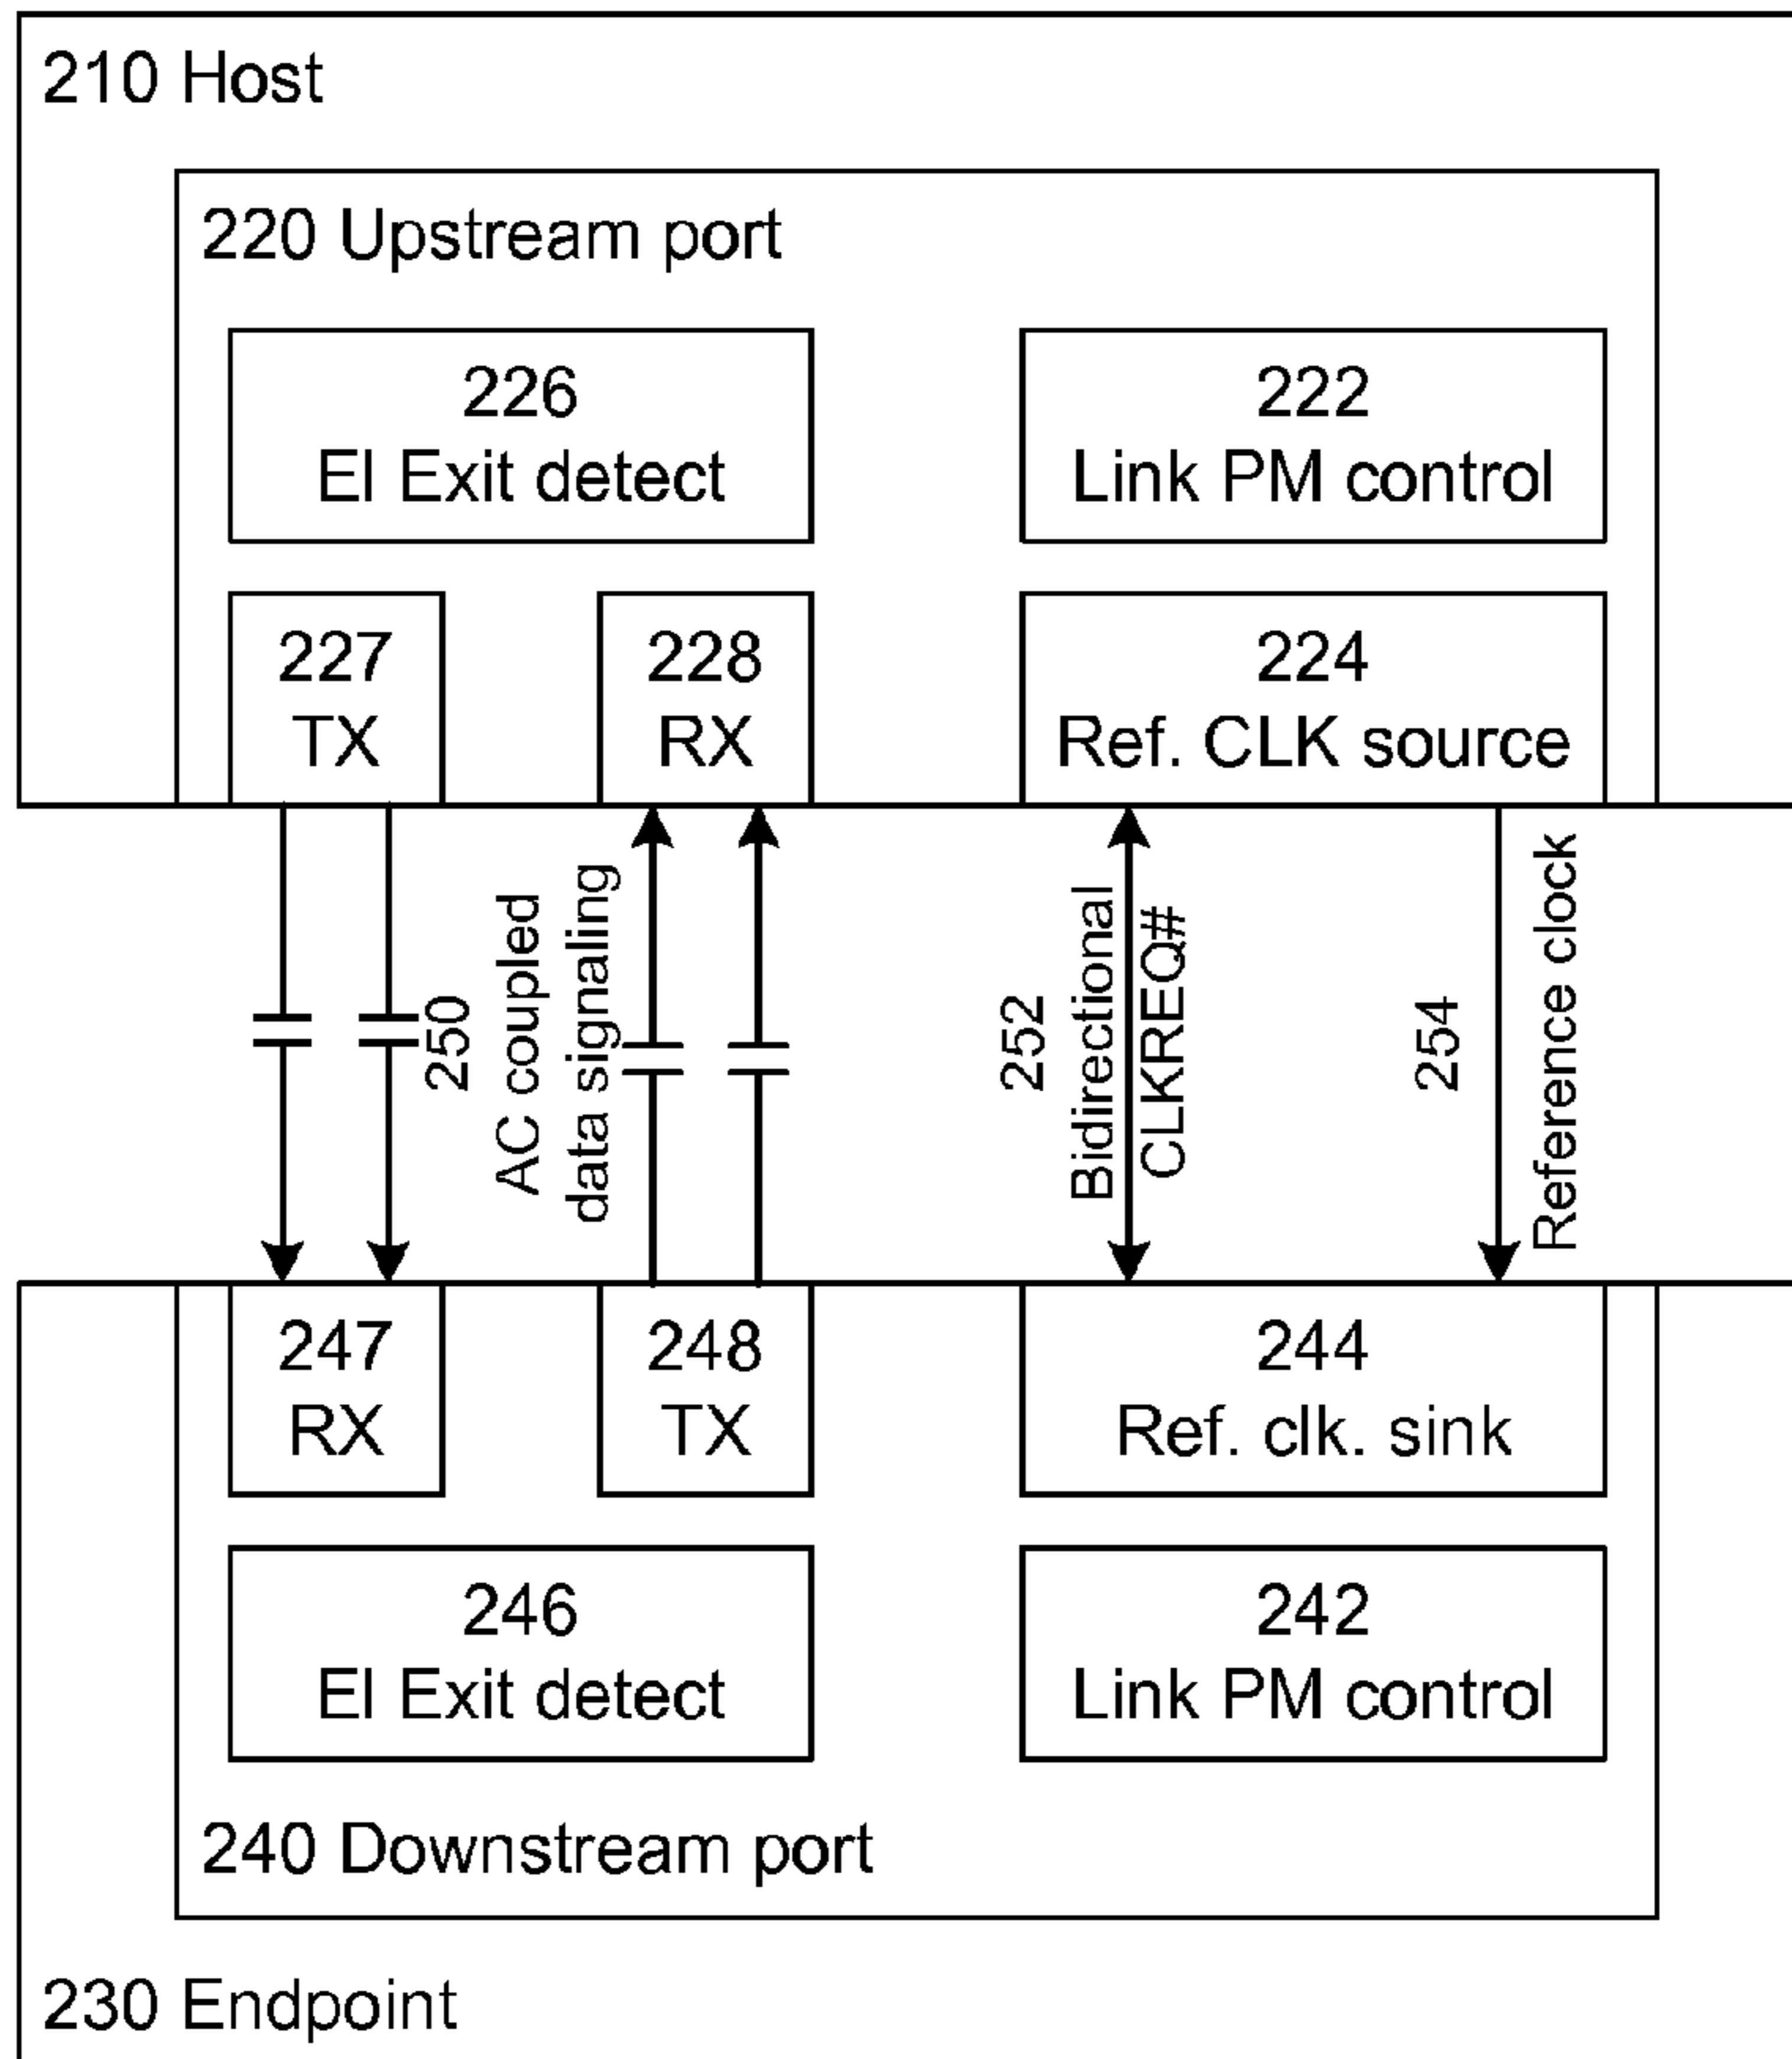 210 Host
220 Upstream port
226
EI Exit detect
222
Link PM control
227
TX
228
RX
224
Ref. CLK source
250
AC coupled
data signaling
252
Bidirectional
CLKREQ#
254
Reference clock
247
RX
248
TX
244
Ref. clk. sink
246
EI Exit detect
242
Link PM control
240 Downstream port
230 Endpoint